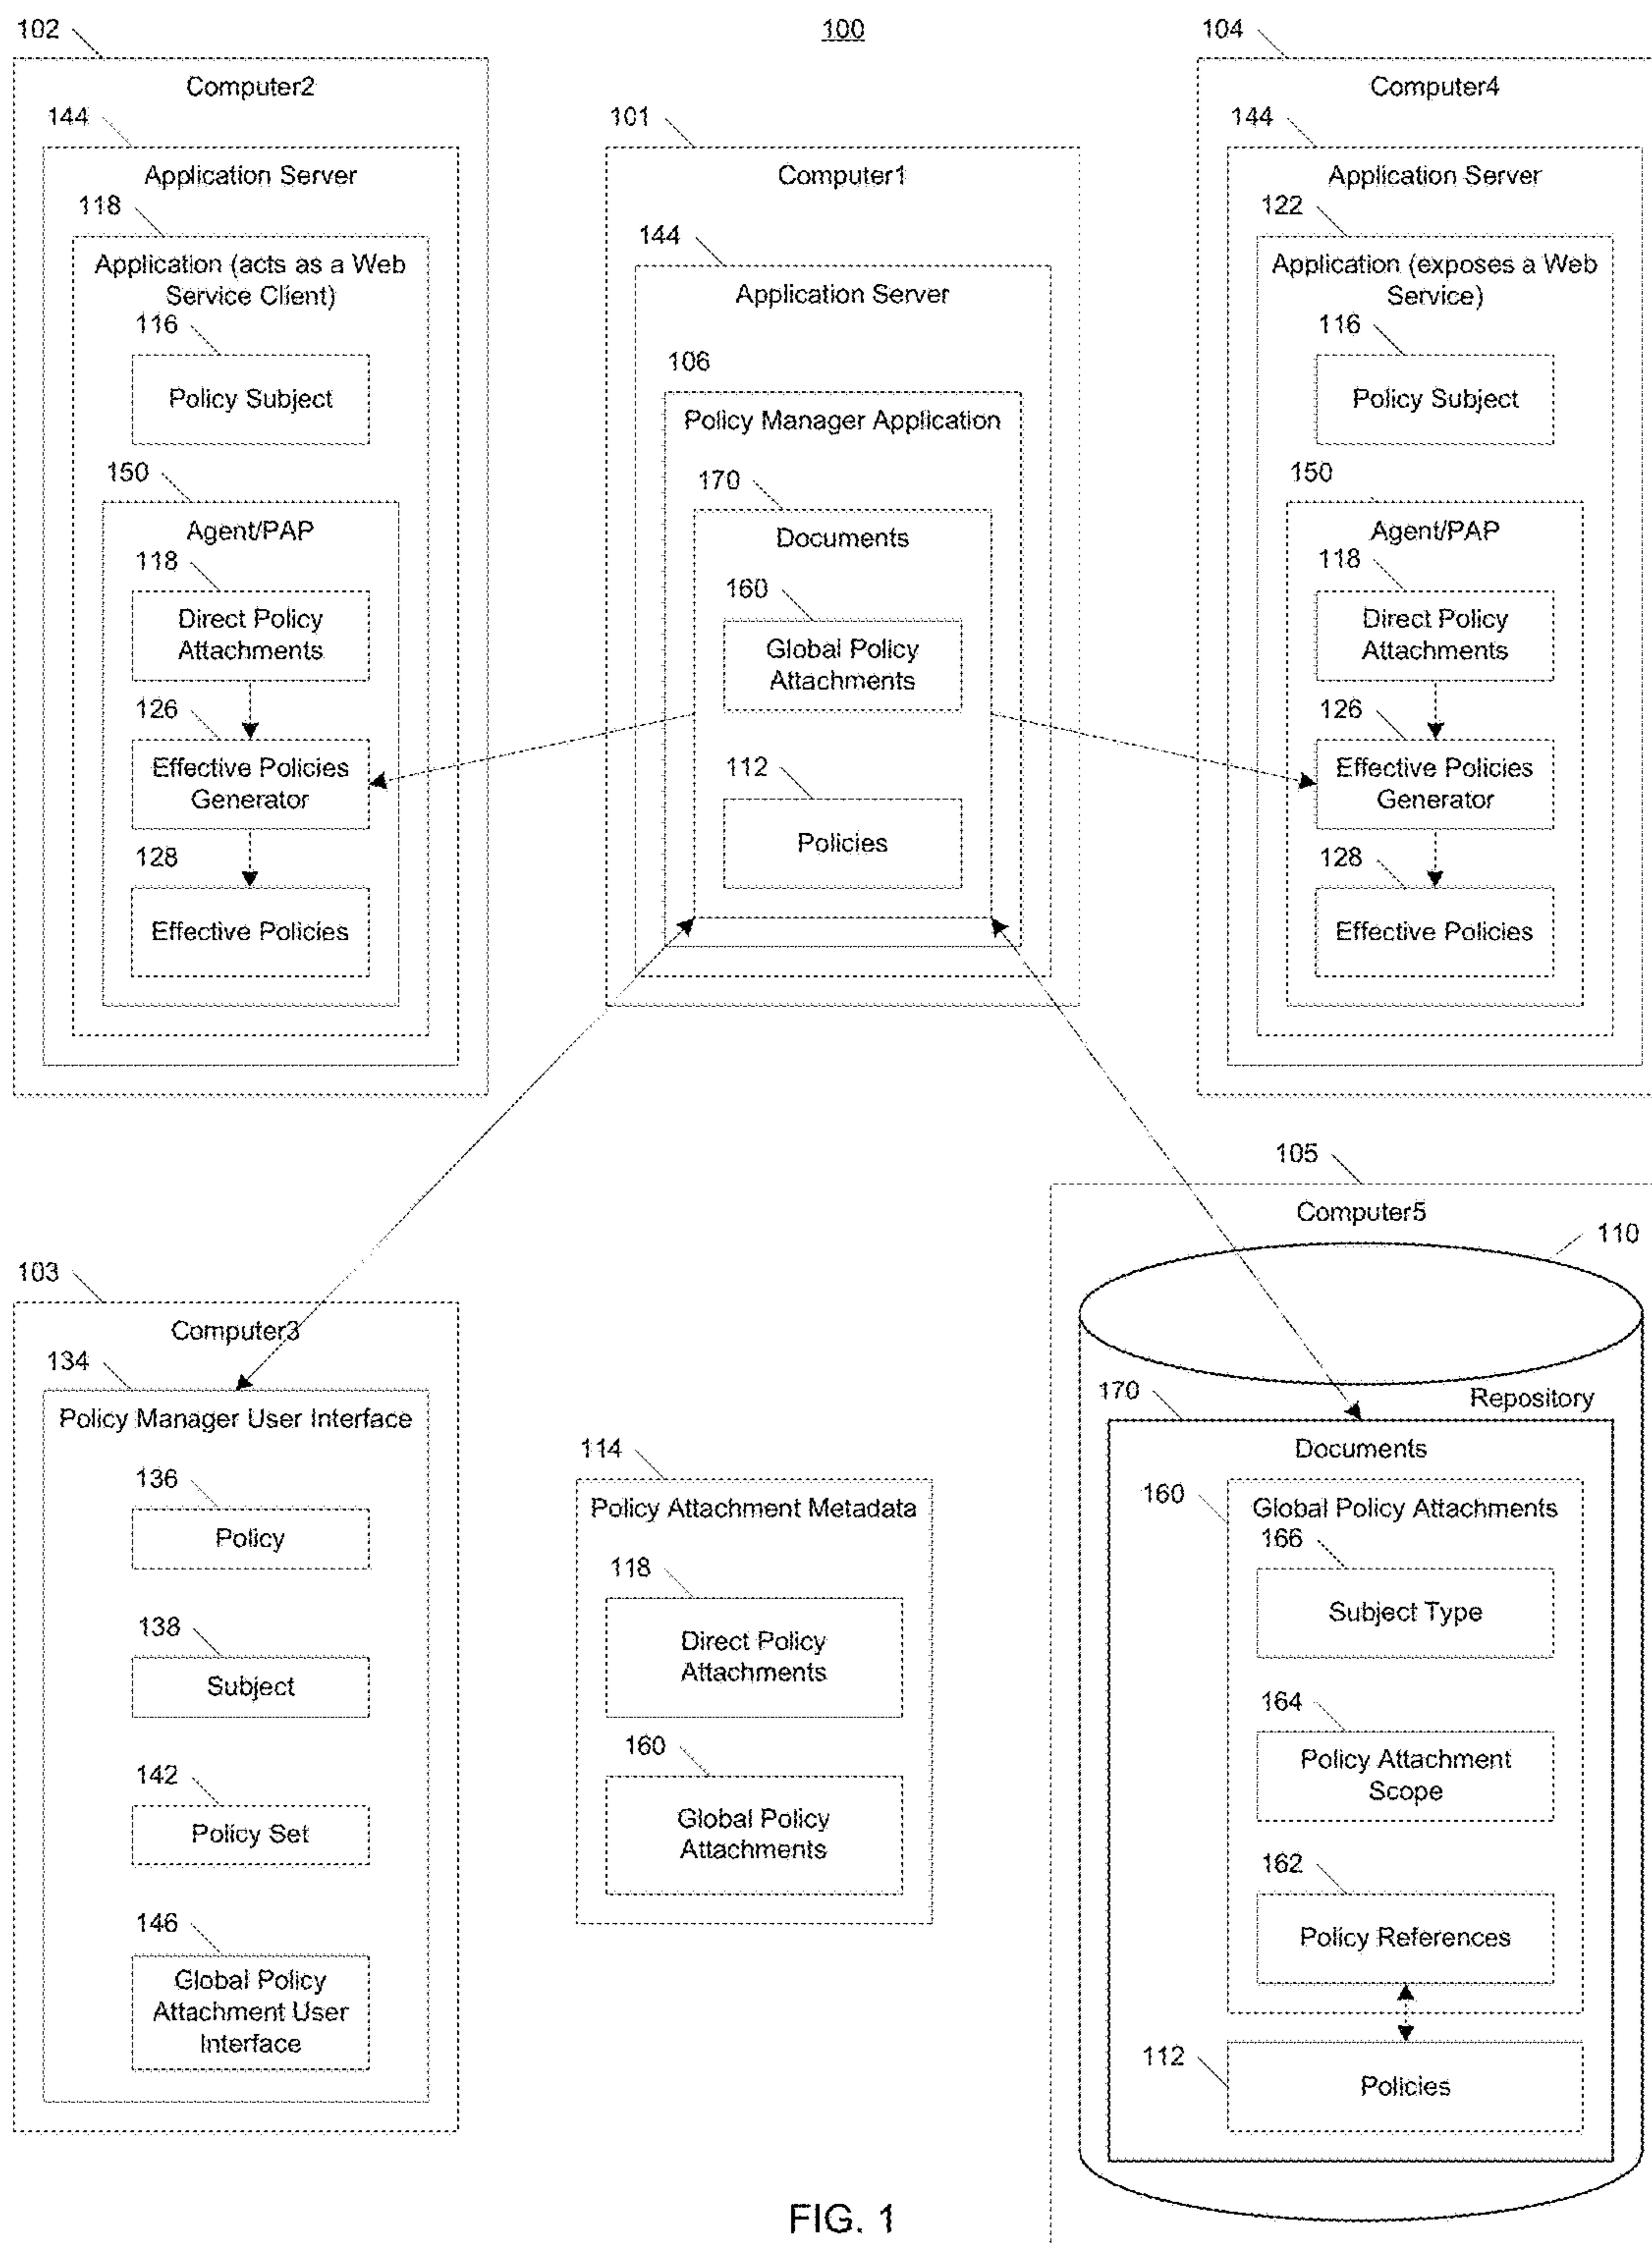 100
102
Computer2
144
Application Server
118
Application (acts as a Web
Service Client)
116
Policy Subject
150
Agent/PAP
118
Direct Policy
Attachments
126
Effective Policies
Generator
128
Effective Policies
101
Computer1
144
Application Server
106
Policy Manager Application
170
Documents
160
Global Policy
Attachments
112
Policies
104
Computer4
144
Application Server
122
Application (exposes a Web
Service)
116
Policy Subject
150
Agent/PAP
118
Direct Policy
Attachments
126
Effective Policies
Generator
128
Effective Policies
103
Computer3
134
Policy Manager User Interface
136
Policy
138
Subject
142
Policy Set
146
Global Policy
Attachment User
Interface
114
Policy Attachment Metadata
118
Direct Policy
Attachments
160
Global Policy
Attachments
105
Computer5
110
Repository
170
Documents
160
Global Policy Attachments
166
Subject Type
164
Policy Attachment
Scope
162
Policy References
112
Policies
FIG. 1